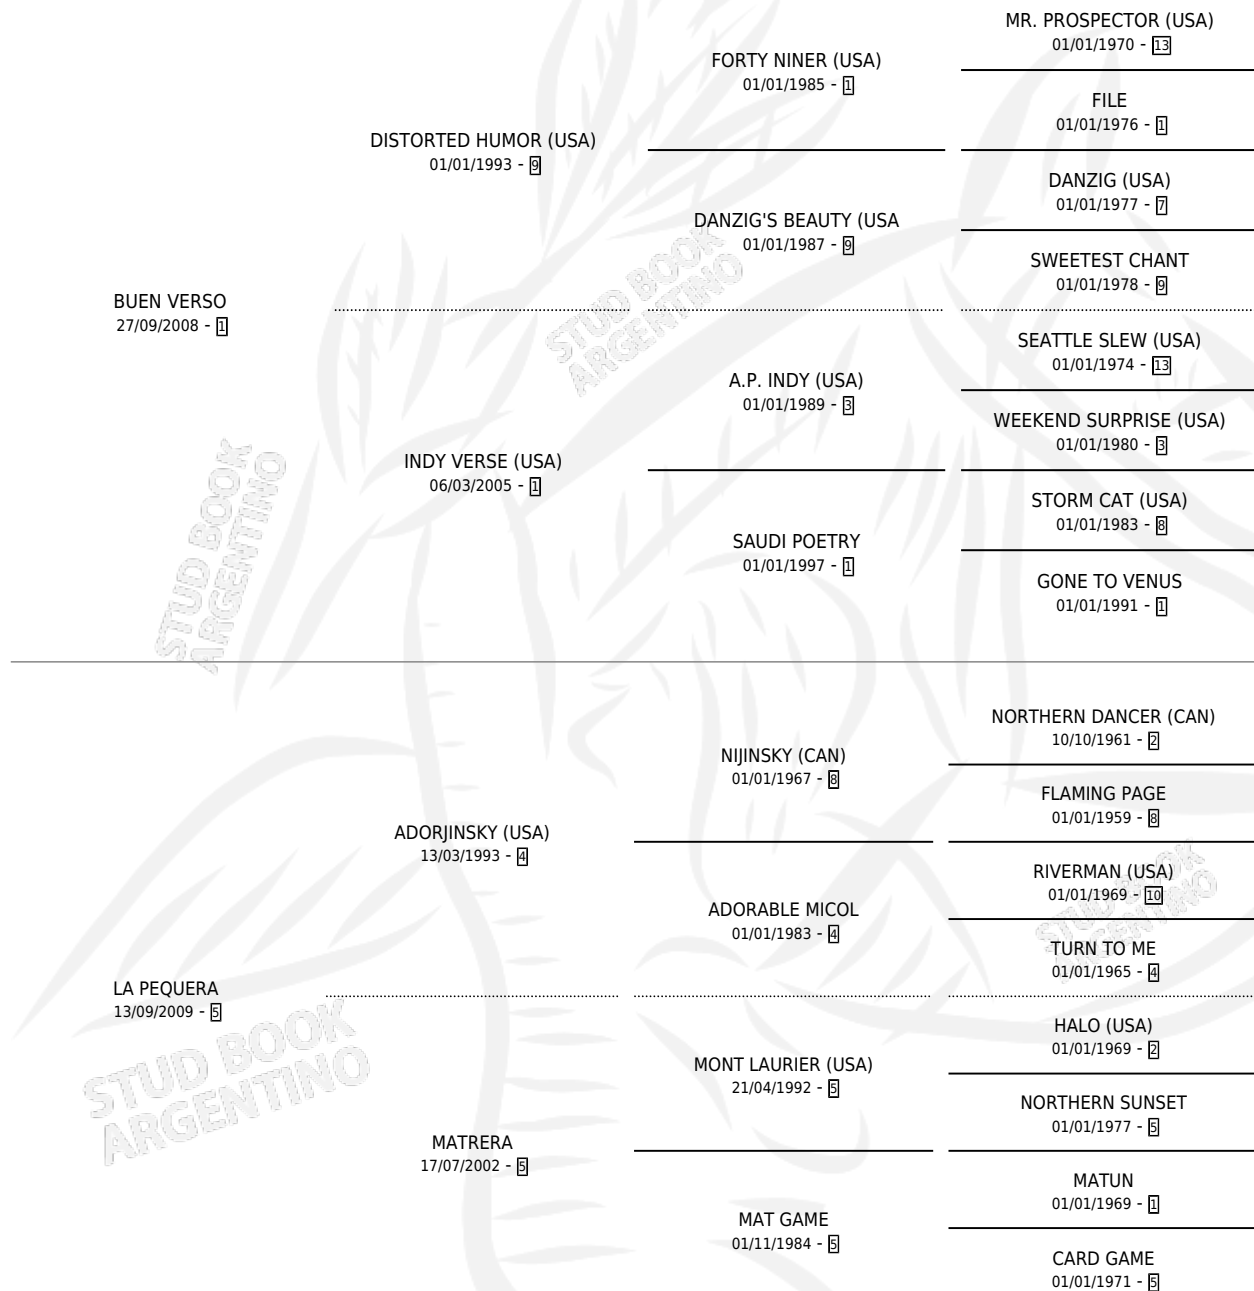 MR. PROSPECTOR (USA)
01/01/1970 - 13
FORTY NINER (USA)
01/01/1985 - 1
FILE
01/01/1976 - 1
DISTORTED HUMOR (USA)
01/01/1993 - 9
DANZIG (USA)
01/01/1977 - 7
DANZIG'S BEAUTY (USA
01/01/1987 - 9
SWEETEST CHANT
01/01/1978 - 9
BUEN VERSO
27/09/2008 - 1
SEATTLE SLEW (USA)
01/01/1974 - 13
A.P. INDY (USA)
01/01/1989 - 3
WEEKEND SURPRISE (USA)
01/01/1980 - 3
INDY VERSE (USA)
06/03/2005 - 1
STORM CAT (USA)
01/01/1983 - 8
SAUDI POETRY
01/01/1997 - 1
GONE TO VENUS
01/01/1991 - 1
NORTHERN DANCER (CAN)
10/10/1961 - 2
NIJINSKY (CAN)
01/01/1967 - 8
FLAMING PAGE
01/01/1959 - 8
ADORJINSKY (USA)
13/03/1993 - 4
RIVERMAN (USA)
01/01/1969 - 10
ADORABLE MICOL
01/01/1983 - 4
TURN TO ME
01/01/1965 - 4
LA PEQUERA
13/09/2009 - 5
HALO (USA)
01/01/1969 - 2
MONT LAURIER (USA)
21/04/1992 - 5
NORTHERN SUNSET
01/01/1977 - 5
MATRERA
17/07/2002 - 5
MATUN
01/01/1969 - 1
MAT GAME
01/11/1984 - 5
CARD GAME
01/01/1971 - 5
STUD BOOK
ARGENTINO
STUD BOOK
ARGENTINO
STUD BOOK
ARGENTINO
STUD BOOK
ARGENTINO